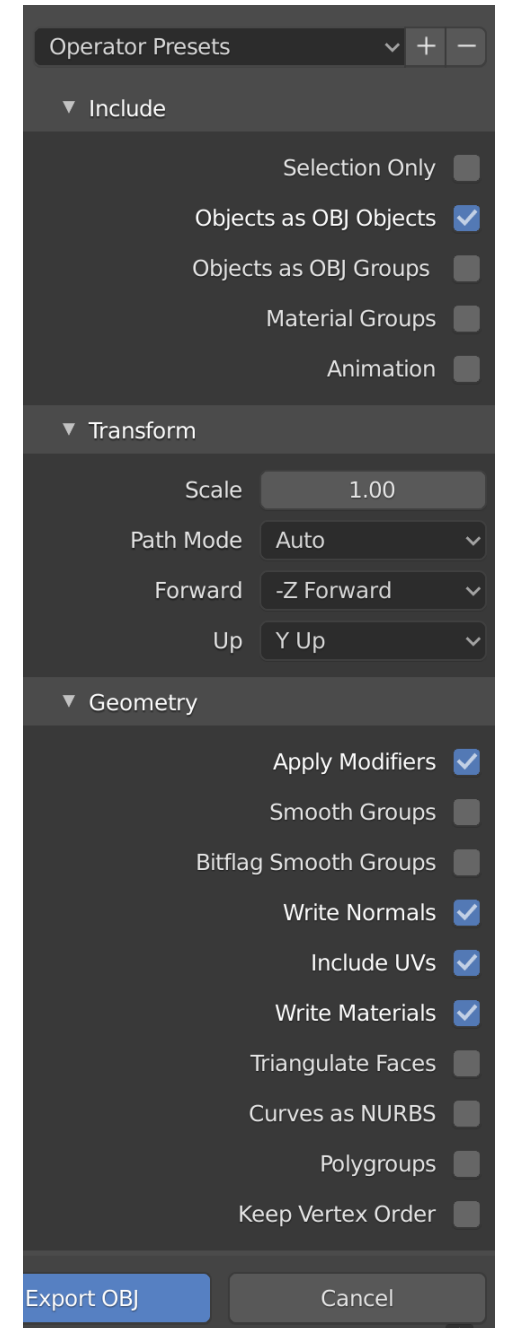 Operator Presets
Include
Selection Only
Objects as OBJ Objects
Objects as OBJ Groups
Material Groups
Animation
Transform
Scale 1.00
Path Mode Auto
Forward -Z Forward
Up Y Up
Geometry
Apply Modifiers
Smooth Groups
Bitflag Smooth Groups
Write Normals
Include UVs
Write Materials
Triangulate Faces
Curves as NURBS
Polygroups
Keep Vertex Order
Export OBJ Cancel